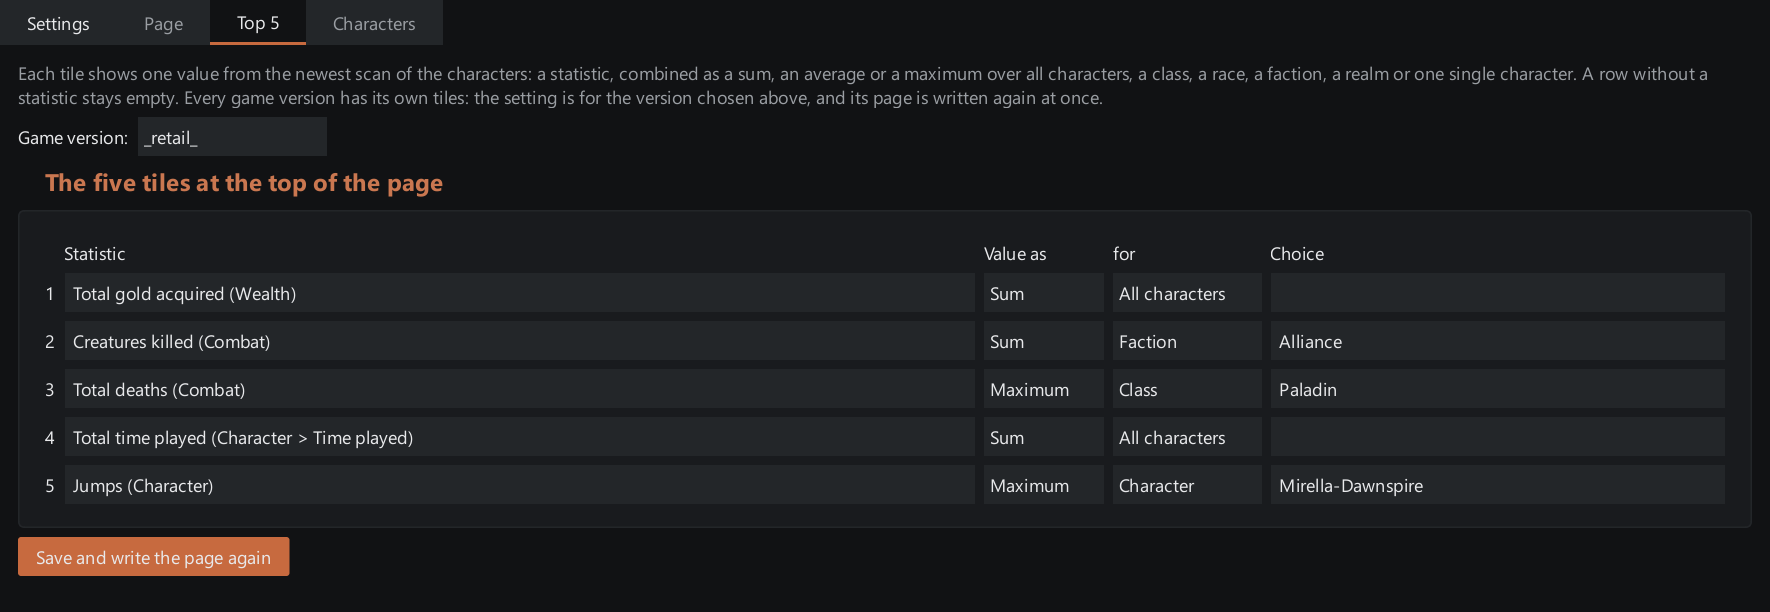 Settings Page Top 5 Characters
Each tile shows one value from the newest scan of the characters: a statistic, combined as a sum, an average or a maximum over all characters, a class, a race, a faction, a realm or one single character. A row without a
statistic stays empty. Every game version has its own tiles: the setting is for the version chosen above, and its page is written again at once.
Game version: _retail_
The five tiles at the top of the page
Statistic Value as for Choice
1 Total gold acquired (Wealth) Sum All characters
2 Creatures killed (Combat) Sum Faction Alliance
3 Total deaths (Combat) Maximum Class Paladin
4 Total time played (Character > Time played) Sum All characters
5 Jumps (Character) Maximum Character Mirella-Dawnspire
Save and write the page again